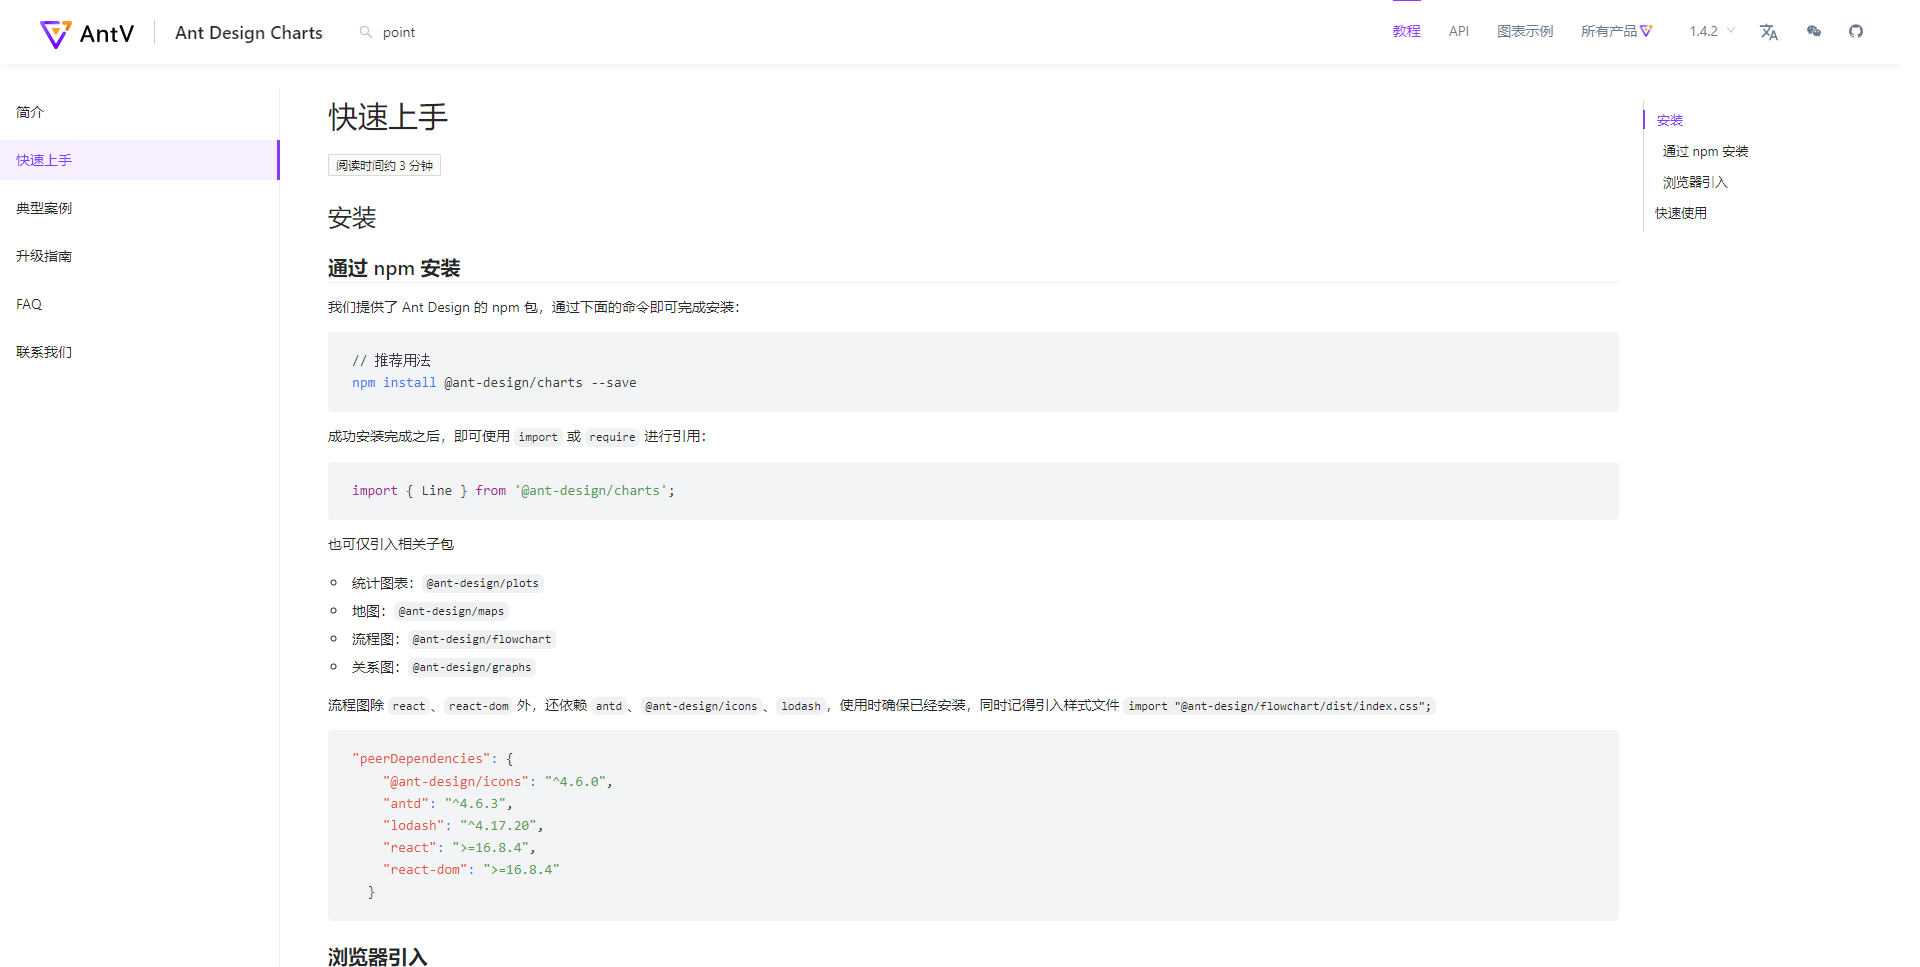 AntV
Ant Design Charts
point
教程
API
图表示例
所有产品
1.4.2
简介
快速上手
典型案例
升级指南
FAQ
联系我们
快速上手
阅读时间约 3 分钟
安装
通过 npm 安装
我们提供了 Ant Design 的 npm 包，通过下面的命令即可完成安装：
// 推荐用法
npm install @ant-design/charts --save
成功安装完成之后，即可使用 import 或 require 进行引用：
import { Line } from '@ant-design/charts';
也可仅引入相关子包
统计图表：@ant-design/plots
地图：@ant-design/maps
流程图：@ant-design/flowchart
关系图：@ant-design/graphs
流程图除 react、react-dom 外，还依赖 antd、@ant-design/icons、lodash，使用时确保已经安装，同时记得引入样式文件 import "@ant-design/flowchart/dist/index.css";
"peerDependencies": {
"@ant-design/icons": "^4.6.0",
"antd": "^4.6.3",
"lodash": "^4.17.20",
"react": ">=16.8.4",
"react-dom": ">=16.8.4"
}
浏览器引入
安装
通过 npm 安装
浏览器引入
快速使用